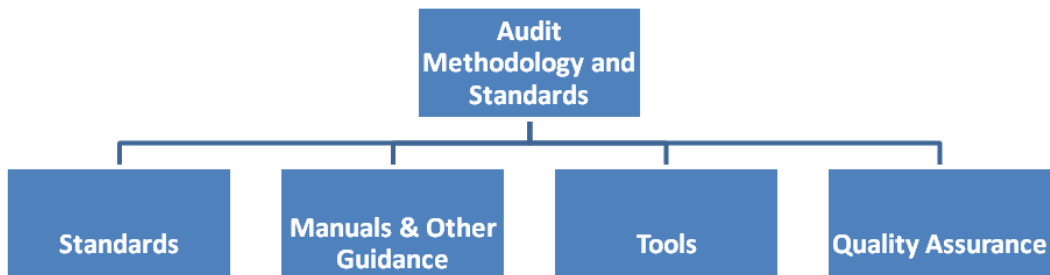 Audit
Methodology and
Standards
Standards
Manuals & Other
Guidance
Tools
Quality Assurance